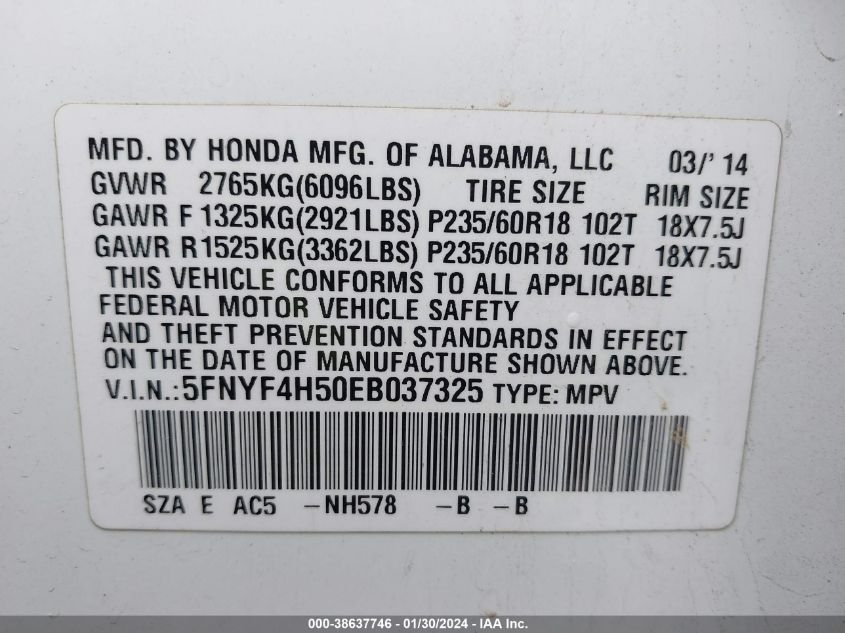 MFD. BY HONDA MFG. OF ALABAMA, LLC 03/' 14
GVWR 2765KG(6096LBS) TIRE SIZE RIM SIZE
GAWR F 1325KG(2921LBS) P235/60R18 102T 18X7.5J
GAWR R 1525KG(3362LBS) P235/60R18 102T 18X7.5J
THIS VEHICLE CONFORMS TO ALL APPLICABLE
FEDERAL MOTOR VEHICLE SAFETY
AND THEFT PREVENTION STANDARDS IN EFFECT
ON THE DATE OF MANUFACTURE SHOWN ABOVE.
V.I.N.:5FNYF4H50EB037325 TYPE: MPV
SZA E AC5 -NH578 -B -B
000-38637746 - 01/30/2024 - IAA Inc.